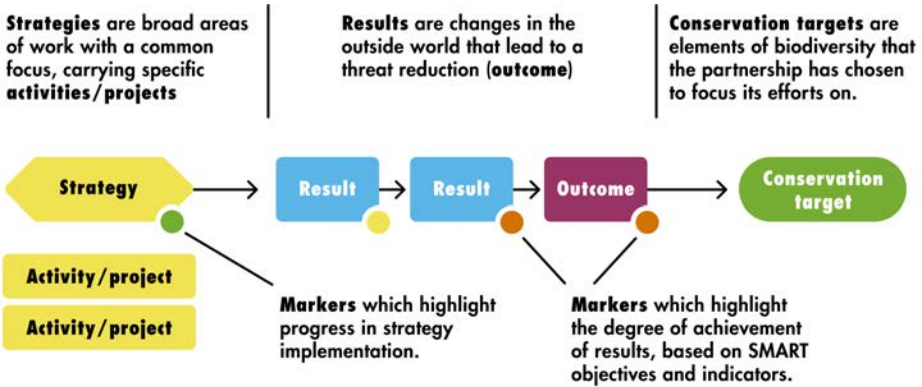 Strategies are broad areas
of work with a common
focus, carrying specific
activities/projects
Results are changes in the
outside world that lead to a
threat reduction (outcome)
Conservation targets are
elements of biodiversity that
the partnership has chosen
to focus its efforts on.
Strategy
Result
Result
Outcome
Conservation
target
Activity/project
Activity/project
Markers which highlight
progress in strategy
implementation.
Markers which highlight
the degree of achievement
of results, based on SMART
objectives and indicators.